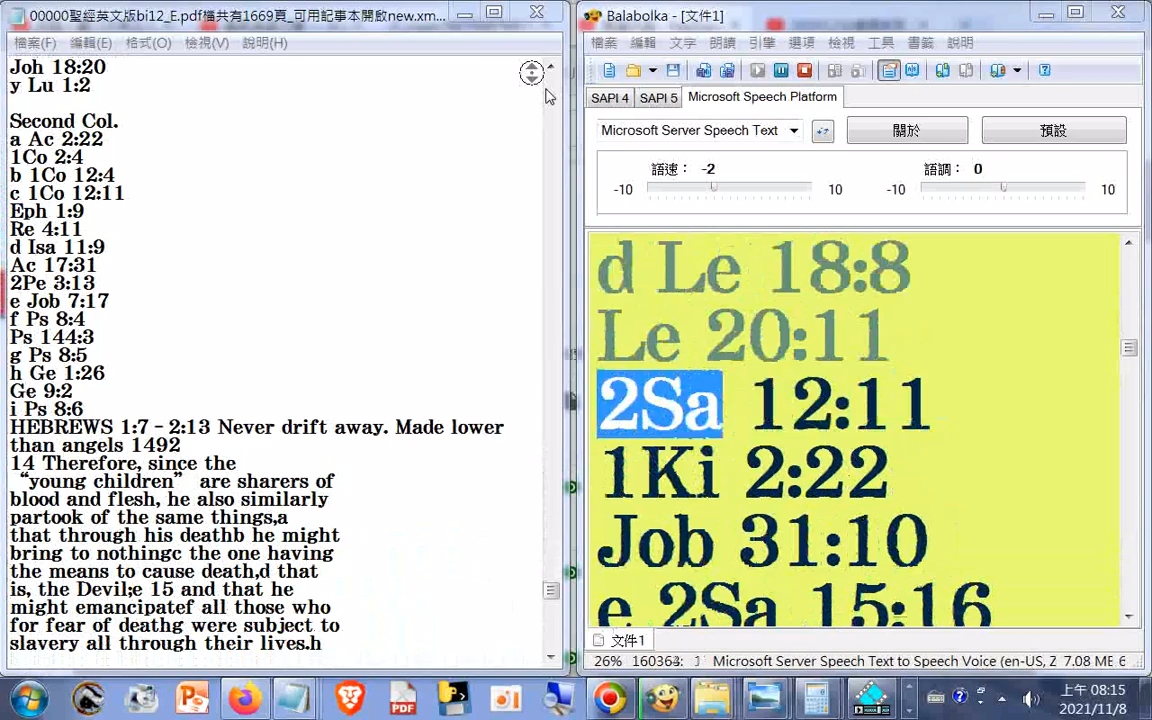 00000聖經英文版bi12_E.pdf檔共有1669頁_可用記事本開啟new.xm...
檔案(F) 編輯(E) 格式(O) 檢視(V) 說明(H)
Joh 18:20
y Lu 1:2
Second Col.
a Ac 2:22
1Co 2:4
b 1Co 12:4
c 1Co 12:11
Eph 1:9
Re 4:11
d Isa 11:9
Ac 17:31
2Pe 3:13
e Job 7:17
f Ps 8:4
Ps 144:3
g Ps 8:5
h Ge 1:26
Ge 9:2
i Ps 8:6
HEBREWS 1:7–2:13 Never drift away. Made lower
than angels 1492
14 Therefore, since the
“young children” are sharers of
blood and flesh, he also similarly
partook of the same things,a
that through his deathb he might
bring to nothingc the one having
the means to cause death,d that
is, the Devil;e 15 and that he
might emancipatef all those who
for fear of deathg were subject to
slavery all through their lives.h
Balabolka - [文件1]
檔案 編輯 文字 朗讀 引擎 選項 檢視 工具 書籤 說明
SAPI 4 SAPI 5 Microsoft Speech Platform
Microsoft Server Speech Text 關於 預設
語速： -2 語調： 0
-10 10 -10 10
d Le 18:8
Le 20:11
2Sa 12:11
1Ki 2:22
Job 31:10
e 2Sa 15:16
文件1
26% 160364: 1 Microsoft Server Speech Text to Speech Voice (en-US, Z 7.08 MB 6
PDF
上午 08:15
2021/11/8